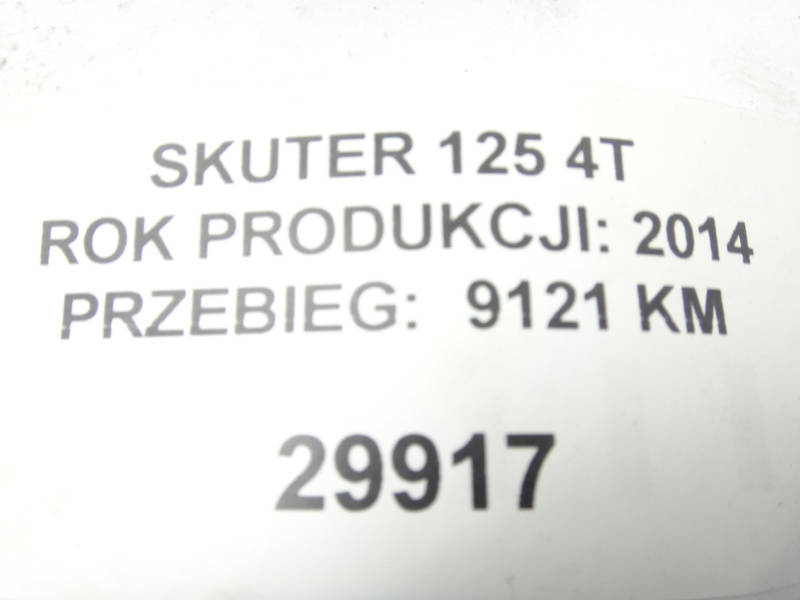 SKUTER 125 4T
ROK PRODUKCJI: 2014
PRZEBIEG: 9121 KM
29917